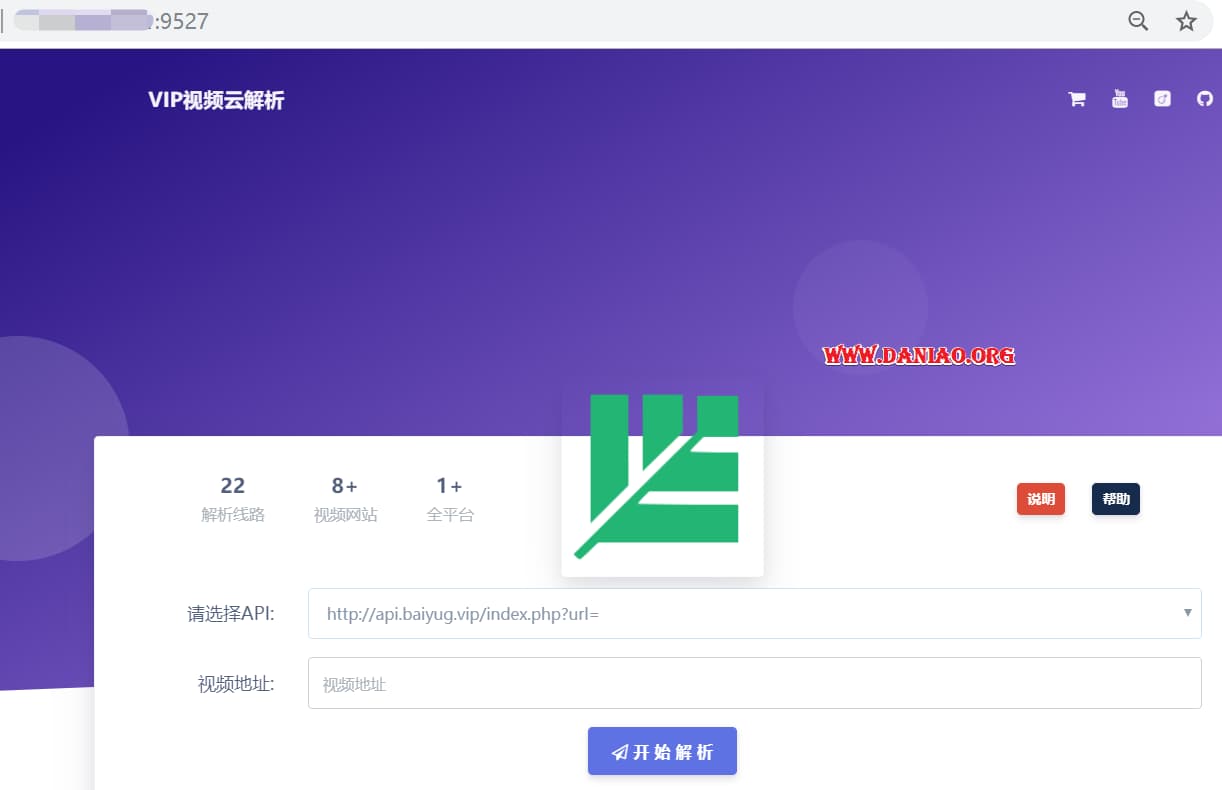 :9527
VIP视频云解析
You
Tube
WWW.DANIAO.ORG
22
解析线路
8+
视频网站
1+
全平台
说明
帮助
请选择API:
http://api.baiyug.vip/index.php?url=
视频地址:
视频地址
开始解析